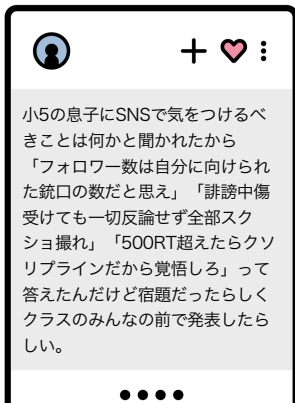 小5の息子にSNSで気をつけるべ
きことは何かと聞かれたから
「フォロワー数は自分に向けられ
た銃口の数だと思え」「誹謗中傷
受けても一切反論せず全部スク
ショ撮れ」「500RT超えたらクソ
リプラインだから覚悟しろ」って
答えたんだけど宿題だったらしく
クラスのみんなの前で発表したら
しい。